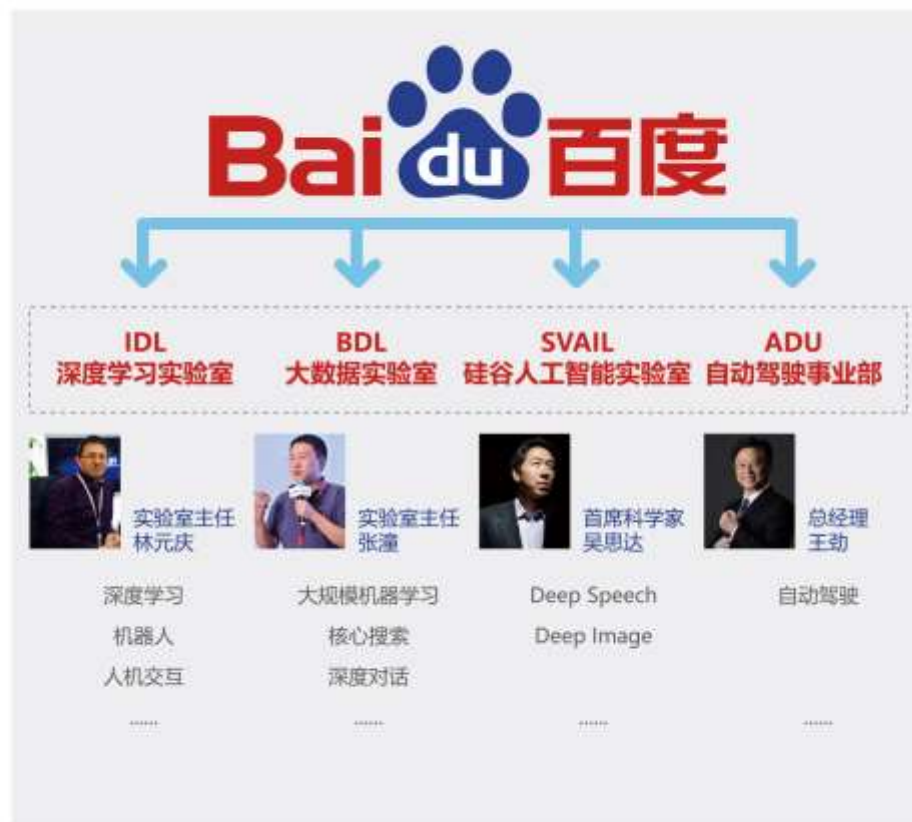 Bai du 百度
IDL
深度学习实验室
BDL
大数据实验室
SVAIL
硅谷人工智能实验室
ADU
自动驾驶事业部
实验室主任
林元庆
实验室主任
张潼
首席科学家
吴思达
总经理
王劲
深度学习
机器人
人机交互
......
大规模机器学习
核心搜索
深度对话
......
Deep Speech
Deep Image
......
自动驾驶
......